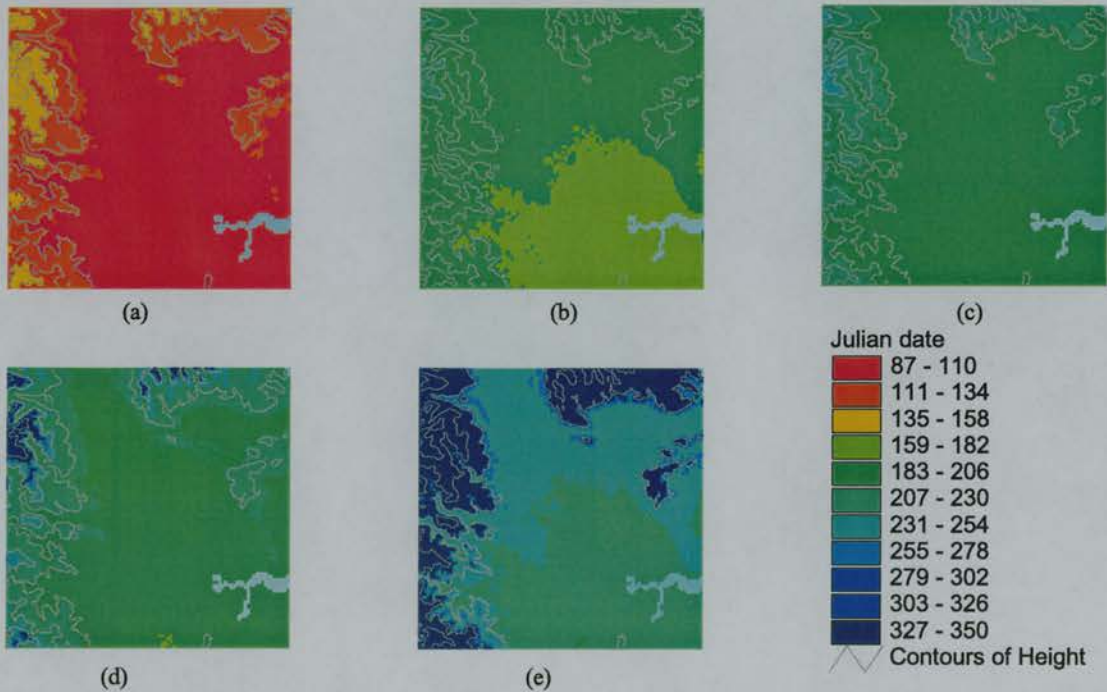 (a)
(b)
(c)
Julian date
87 - 110
111 - 134
135 - 158
159 - 182
183 - 206
207 - 230
231 - 254
255 - 278
279 - 302
303 - 326
327 - 350
Contours of Height
(d)
(e)